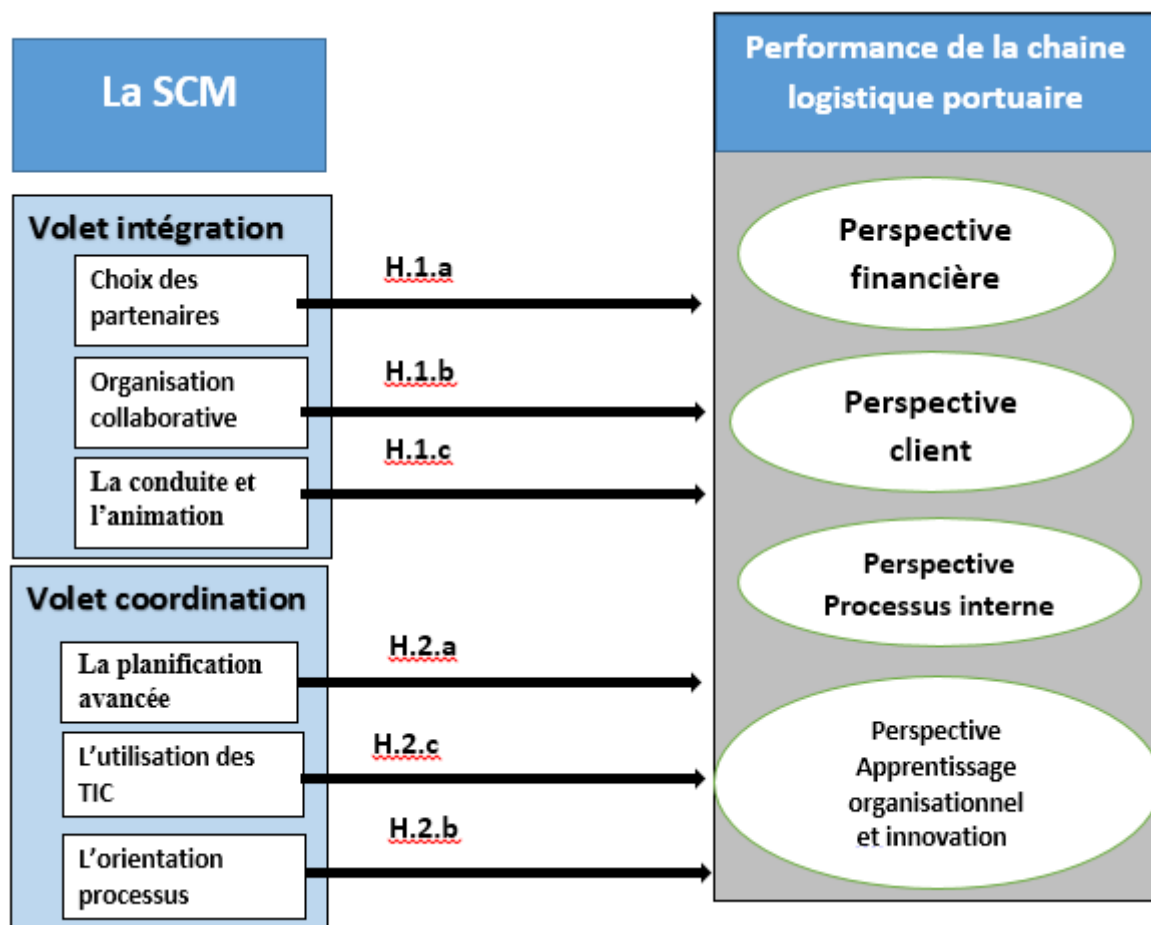 La SCM
Performance de la chaine
logistique portuaire
Volet intégration
Choix des
partenaires
H.1.a
Organisation
collaborative
H.1.b
La conduite et
l’animation
H.1.c
Volet coordination
La planification
avancée
H.2.a
L’utilisation des
TIC
H.2.c
L’orientation
processus
H.2.b
Perspective
financière
Perspective
client
Perspective
Processus interne
Perspective
Apprentissage
organisationnel
et innovation